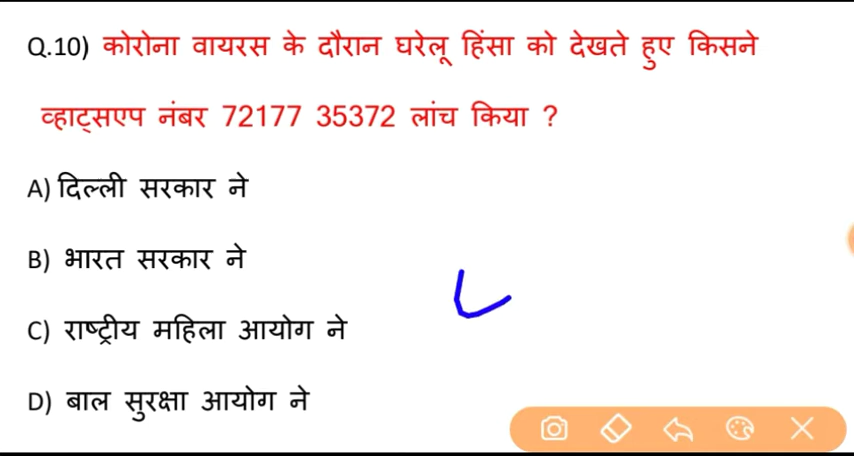 Q.10) कोरोना वायरस के दौरान घरेलू हिंसा को देखते हुए किसने
व्हाट्सएप नंबर 72177 35372 लांच किया ?
A) दिल्ली सरकार ने
B) भारत सरकार ने
C) राष्ट्रीय महिला आयोग ने
D) बाल सुरक्षा आयोग ने